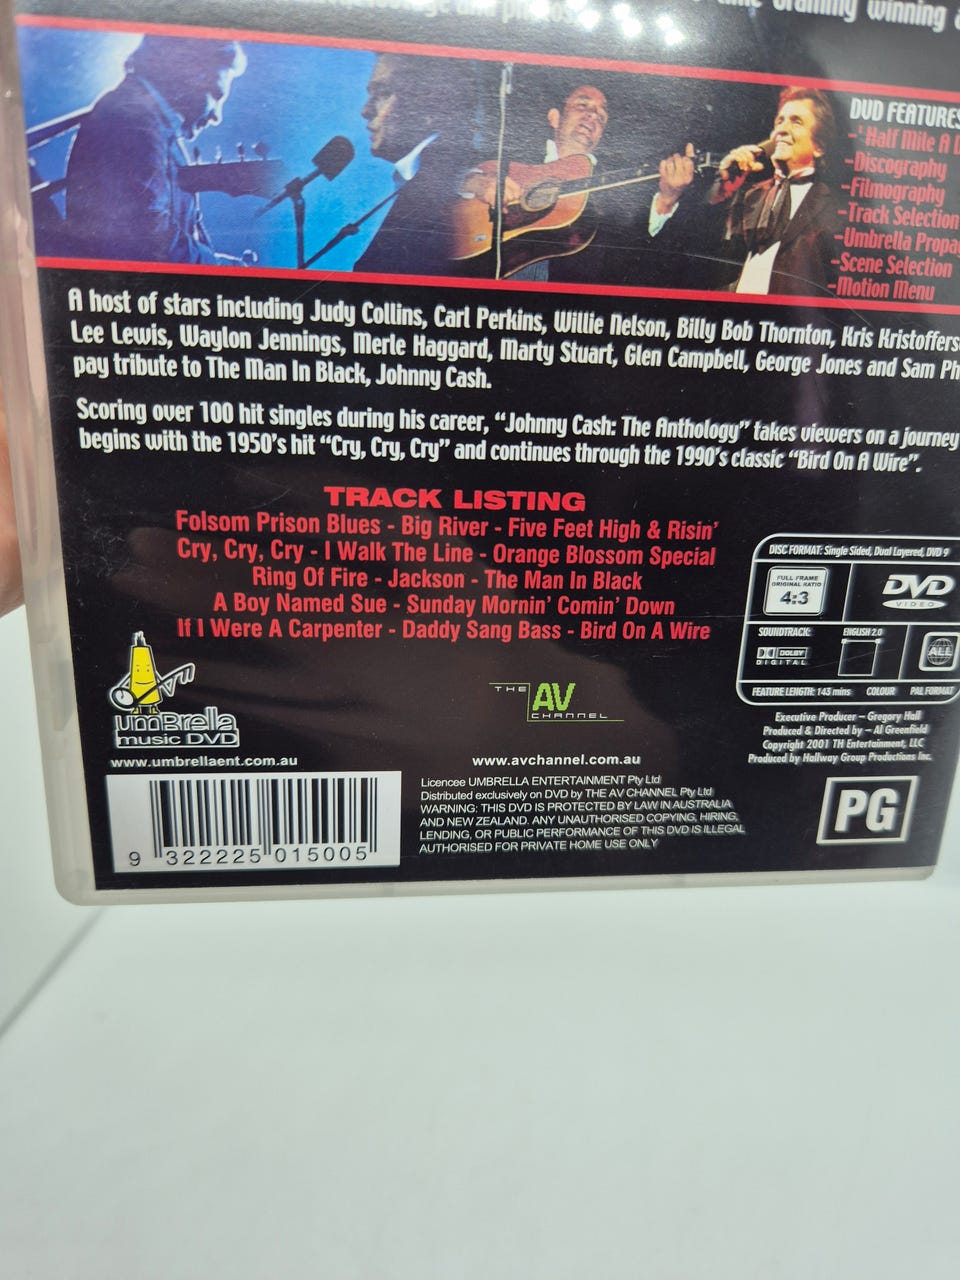 Grammy winning
DVD FEATURES
-'Half Mile A
-Discography
-Filmography
-Track Selection
-Umbrella
-Scene Selection
-Motion Menu
A host of stars including Judy Collins, Carl Perkins, Willie Nelson, Billy Bob Thornton, Kris
Lee Lewis, Waylon Jennings, Merle Haggard, Marty Stuart, Glen Campbell, George Jones and Sam
pay tribute to The Man In Black, Johnny Cash.
Scoring over 100 hit singles during his career, "Johnny Cash: The Anthology" takes viewers on a journey
begins with the 1950's hit "Cry, Cry, Cry" and continues through the 1990's classic "Bird On A Wire".
TRACK LISTING
Folsom Prison Blues - Big River - Five Feet High & Risin'
Cry, Cry, Cry - I Walk The Line - Orange Blossom Special
Ring Of Fire - Jackson - The Man In Black
A Boy Named Sue - Sunday Mornin' Comin' Down
If I Were A Carpenter - Daddy Sang Bass - Bird On A Wire
DISC FORMAT: Single Sided, Dual Layered, DVD 9
FULL FRAME
ORIGINAL RATIO
4:3
DVD
VIDEO
SOUNDTRACK:
ENGLISH 2.0
DOLBY
DIGITAL
ALL
FEATURE LENGTH: 143 mins COLOUR PAL FORMAT
umBrella
music DVD
www.umbrellaent.com.au
THE AV
CHANNEL
www.avchannel.com.au
Executive Producer – Gregory Hall
Produced & Directed by – Al Greenfield
Copyright 2001 TH Entertainment, LLC
Produced by Hallway Group Productions Inc.
Licencee UMBRELLA ENTERTAINMENT Pty Ltd
Distributed exclusively on DVD by THE AV CHANNEL Pty Ltd
WARNING: THIS DVD IS PROTECTED BY LAW IN AUSTRALIA
AND NEW ZEALAND. ANY UNAUTHORISED COPYING, HIRING,
LENDING, OR PUBLIC PERFORMANCE OF THIS DVD IS ILLEGAL
AUTHORISED FOR PRIVATE HOME USE ONLY
PG
9 322225 015005